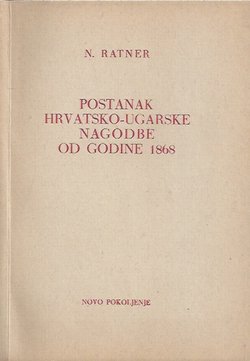 N. RATNER
POSTANAK
HRVATSKO-UGARSKE
NAGODBE
OD GODINE 1868
NOVO POKOLJENJE